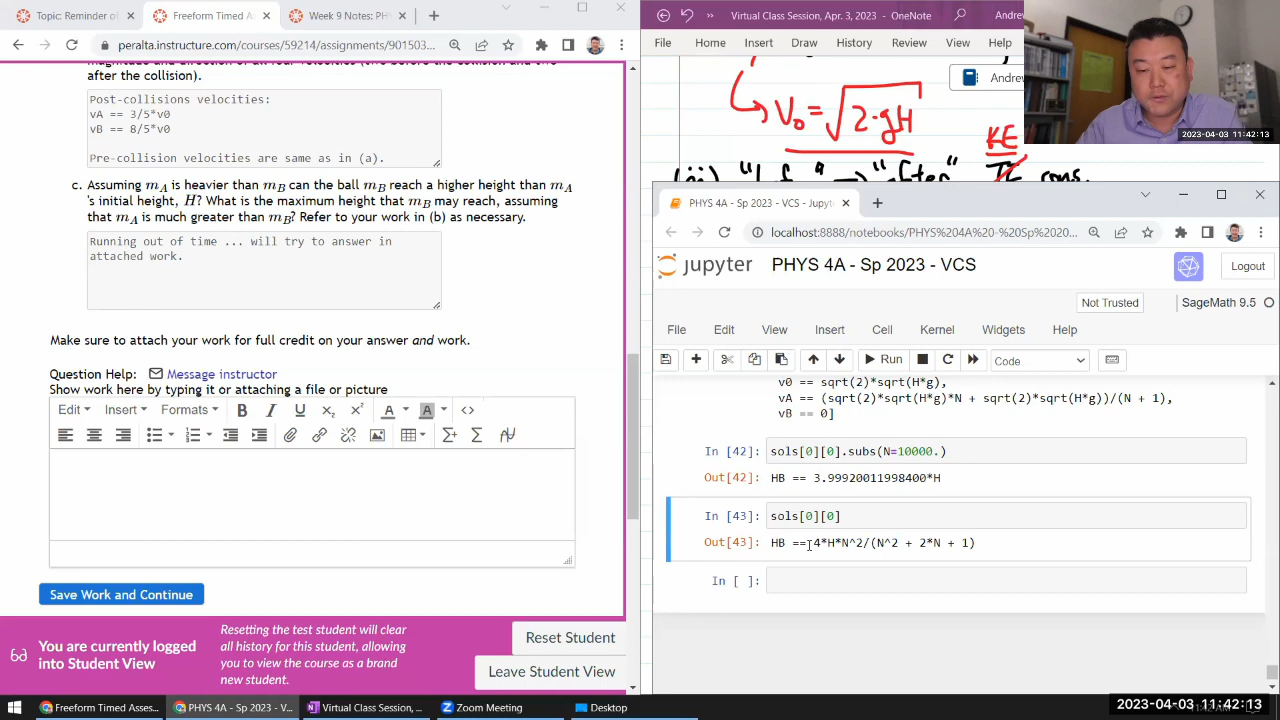 Topic: Reminder o
Freeform Timed A
Week 9 Notes: PH
peralta.instructure.com/courses/59214/assignments/901503...
after the collision).
Post-collisions velocities:
vA == 3/5*v0
vB == 8/5*v0
Pre-collision velocities are same as in (a).
c. Assuming mA is heavier than mB can the ball mB reach a higher height than mA
's initial height, H? What is the maximum height that mB may reach, assuming
that mA is much greater than mB? Refer to your work in (b) as necessary.
Running out of time ... will try to answer in
attached work.
Make sure to attach your work for full credit on your answer and work.
Question Help: Message instructor
Show work here by typing it or attaching a file or picture
Edit Insert Formats
Save Work and Continue
You are currently logged
into Student View
Resetting the test student will clear
all history for this student, allowing
you to view the course as a brand
new student.
Reset Student
Leave Student View
Virtual Class Session, Apr. 3, 2023 - OneNote
Andre
File Home Insert Draw History Review View Help
Andrew
V₀ = √2·gH
KE
"after"
cons.
2023-04-03 11:42:13
PHYS 4A - Sp 2023 - VCS - Jupyt
localhost:8888/notebooks/PHYS%204A%20-%20Sp%2020...
jupyter PHYS 4A - Sp 2023 - VCS
Logout
Not Trusted
SageMath 9.5
File Edit View Insert Cell Kernel Widgets Help
Run
Code
v0 == sqrt(2)*sqrt(H*g),
vA == (sqrt(2)*sqrt(H*g)*N + sqrt(2)*sqrt(H*g))/(N + 1),
vB == 0]
In [42]: sols[0][0].subs(N=10000.)
Out[42]: HB == 3.99920011998400*H
In [43]: sols[0][0]
Out[43]: HB == 4*H*N^2/(N^2 + 2*N + 1)
In [ ]:
Freeform Timed Asses...
PHYS 4A - Sp 2023 - V...
Virtual Class Session, ...
Zoom Meeting
Desktop
2023-04-03 11:42:13